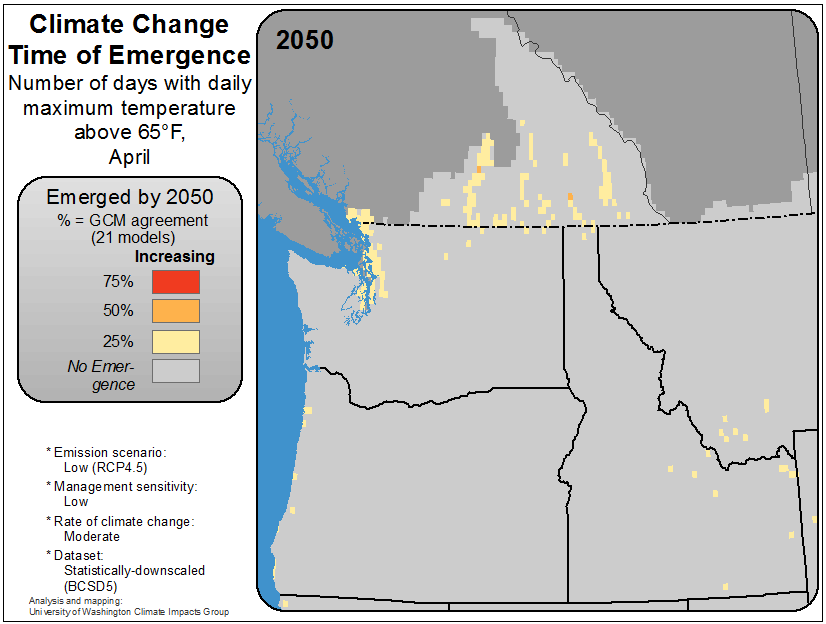 Climate Change
Time of Emergence
Number of days with daily
maximum temperature
above 65°F,
April
2050
Emerged by 2050
% = GCM agreement
(21 models)
Increasing
75%
50%
25%
No Emer-
gence
* Emission scenario:
Low (RCP4.5)
* Management sensitivity:
Low
* Rate of climate change:
Moderate
* Dataset:
Statistically-downscaled
(BCSD5)
Analysis and mapping:
University of Washington Climate Impacts Group